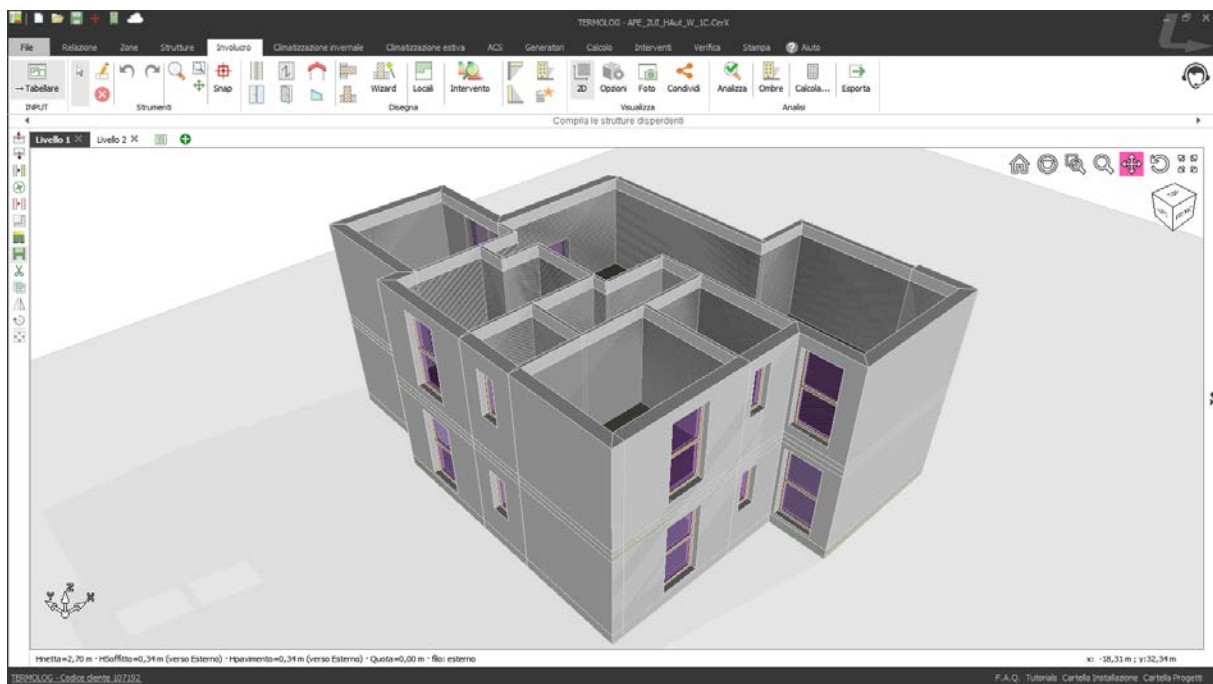 TERMOLOG - APE_2UI_HAut_W_1C.CerX
File Relazione Zone Strutture Involucro Climatizzazione invernale Climatizzazione estiva ACS Generatori Calcolo Interventi Verifica Stampa ? Aiuto
→ Tabellare Snap Wizard Locali Intervento 2D Opzioni Foto Condividi Analizza Ombre Calcola... Esporta
INPUT Strumenti Disegna Visualizza Analisi
Compila le strutture disperdenti
Livello 1 Livello 2
TOP
FRONT
Z
Y X
Hnetta=2,70 m · HSoffitto=0,34 m (verso Esterno) · Hpavimento=0,34 m (verso Esterno) · Quota=0,00 m · filo: esterno x: -18,31 m ; y:32,34 m
TERMOLOG - Codice cliente 107192 F.A.Q. Tutorials Cartella Installazione Cartella Progetti